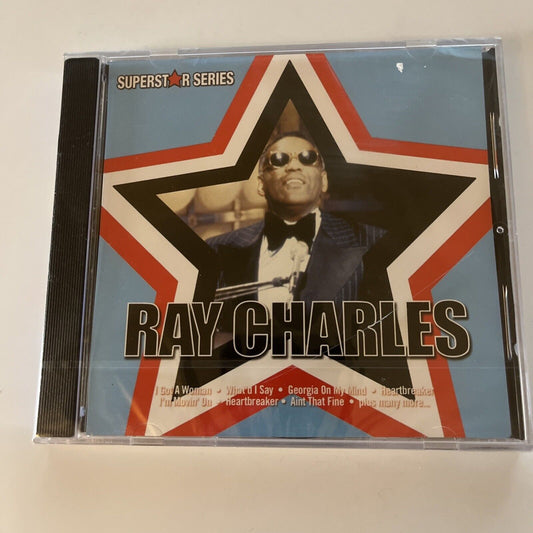 SUPERST★R SERIES
RAY CHARLES
I Got A Woman • What'd I Say • Georgia On My Mind • Heartbreaker
I'm Movin' On • Heartbreaker • Aint That Fine • plus many more...